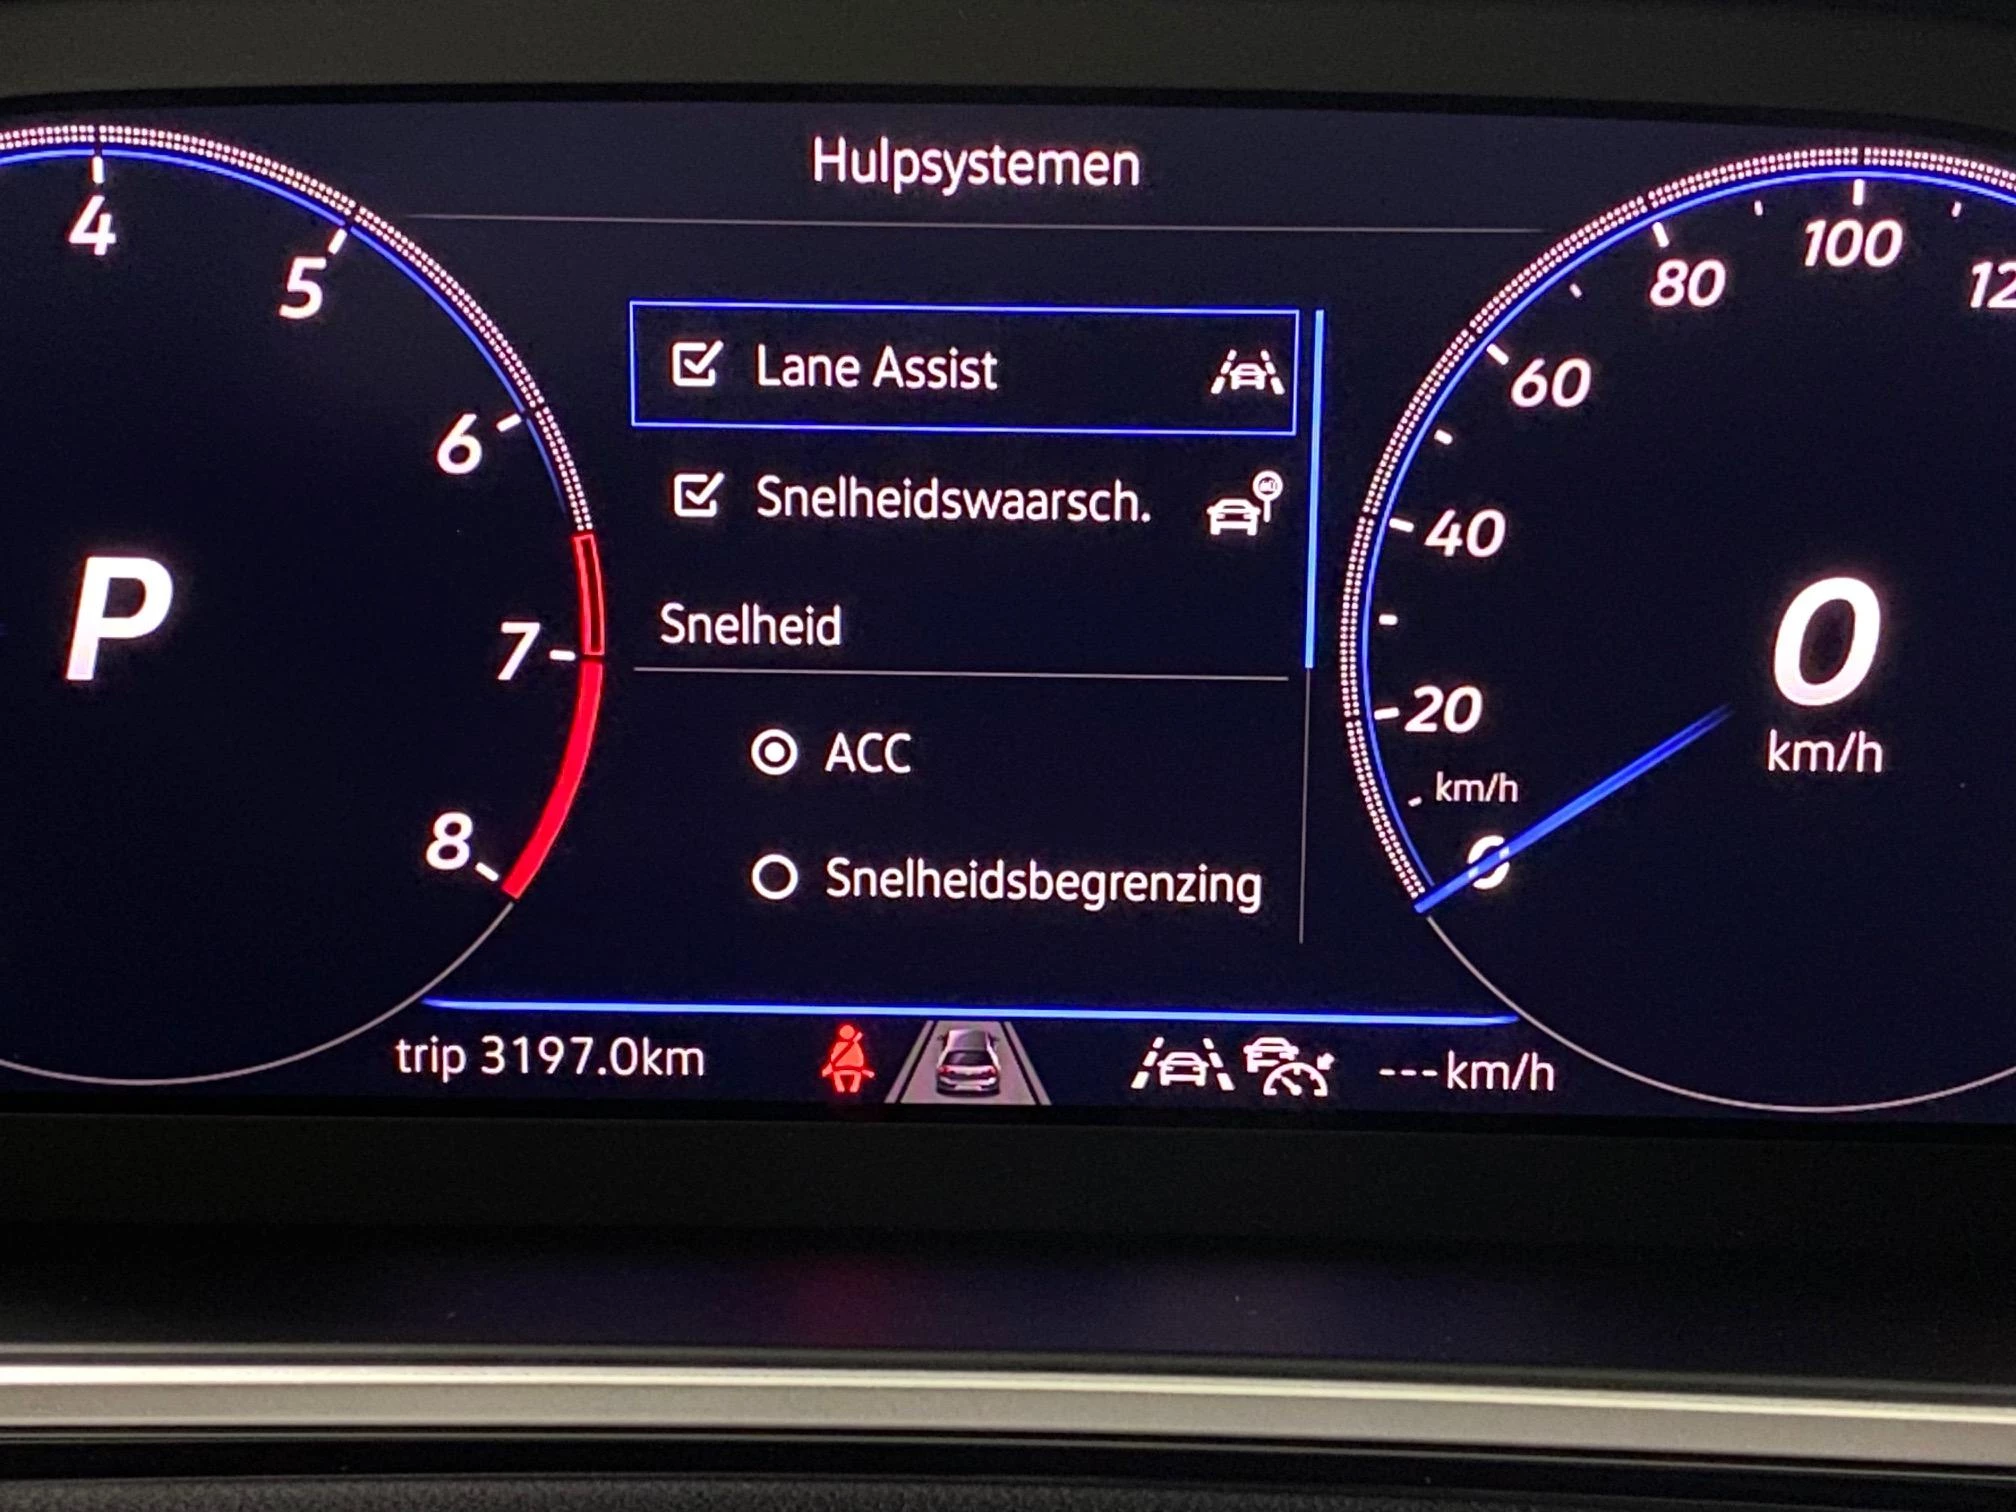 Hulpsystemen
4
5
6
7
8
P
Lane Assist
Snelheidswaarsch.
Snelheid
ACC
Snelheidsbegrenzing
100
80
60
40
20
km/h
0
0
km/h
trip 3197.0km
---km/h